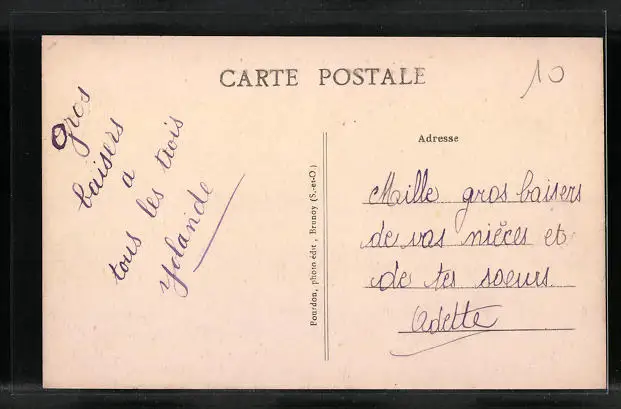 CARTE POSTALE
10
Gros
baisers
a
tous les trois
Yolande
Pourdon, photo édit, Brunoy (S.-et-O)
Adresse
Mille gros baisers
de vos nièces et
de tes soeurs
Odette